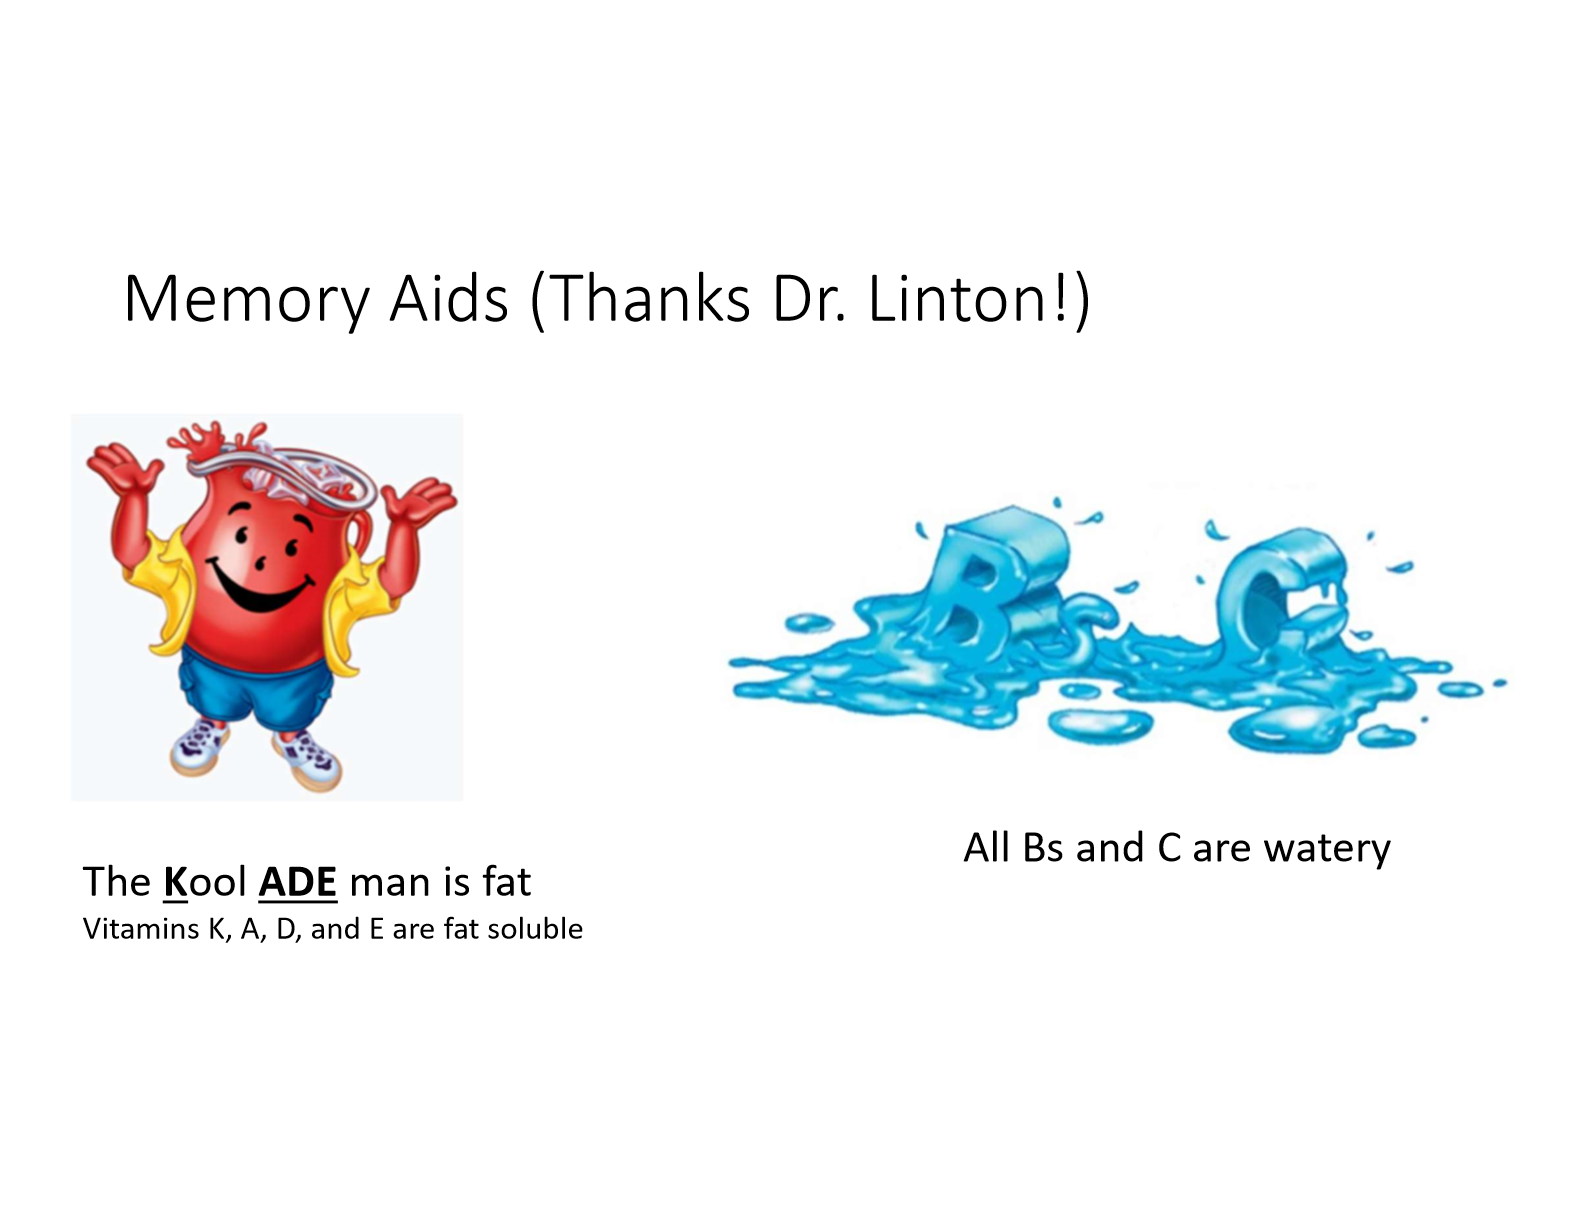 Memory Aids (Thanks Dr. Linton!)
Bs C
All Bs and C are watery
The Kool ADE man is fat
Vitamins K, A, D, and E are fat soluble